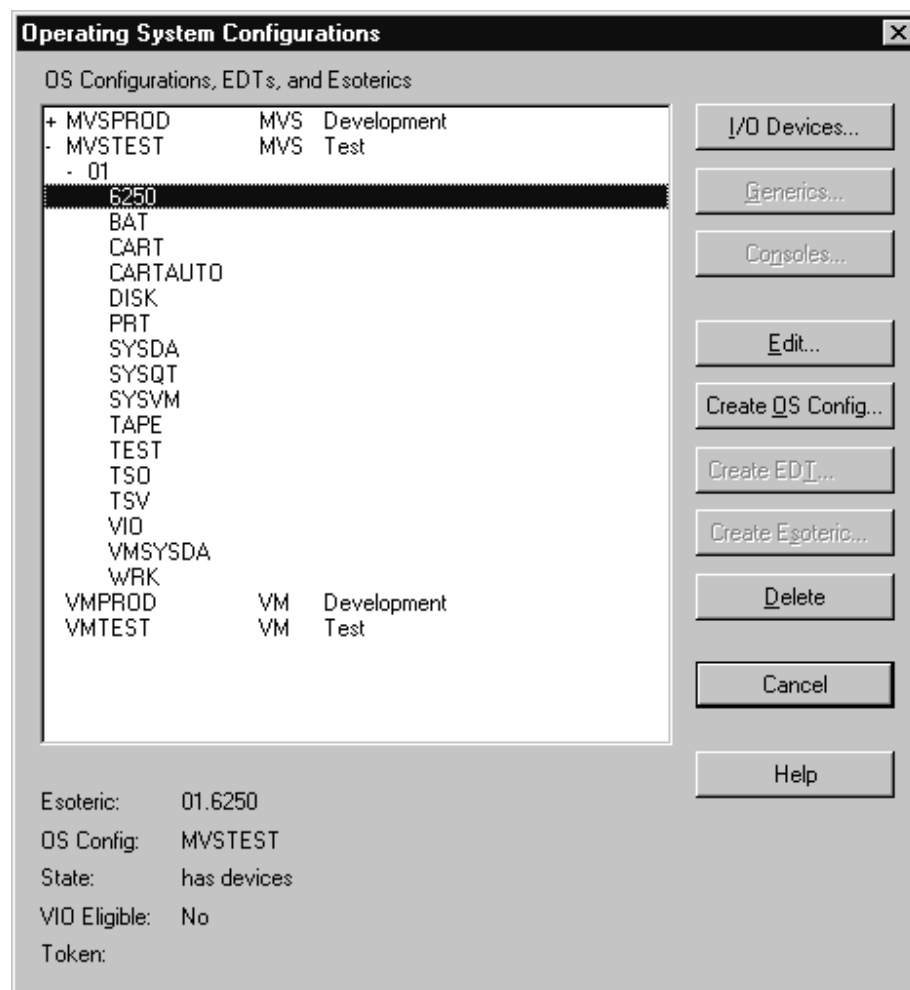 Operating System Configurations
OS Configurations, EDTs, and Esoterics
+ MVSPROD MVS Development
- MVSTEST MVS Test
- 01
6250
BAT
CART
CARTAUTO
DISK
PRT
SYSDA
SYSQT
SYSVM
TAPE
TEST
TSO
TSV
VIO
VMSYSDA
WRK
VMPROD VM Development
VMTEST VM Test
I/O Devices...
Generics...
Consoles...
Edit...
Create OS Config...
Create EDT...
Create Esoteric...
Delete
Cancel
Help
Esoteric: 01.6250
OS Config: MVSTEST
State: has devices
VIO Eligible: No
Token: